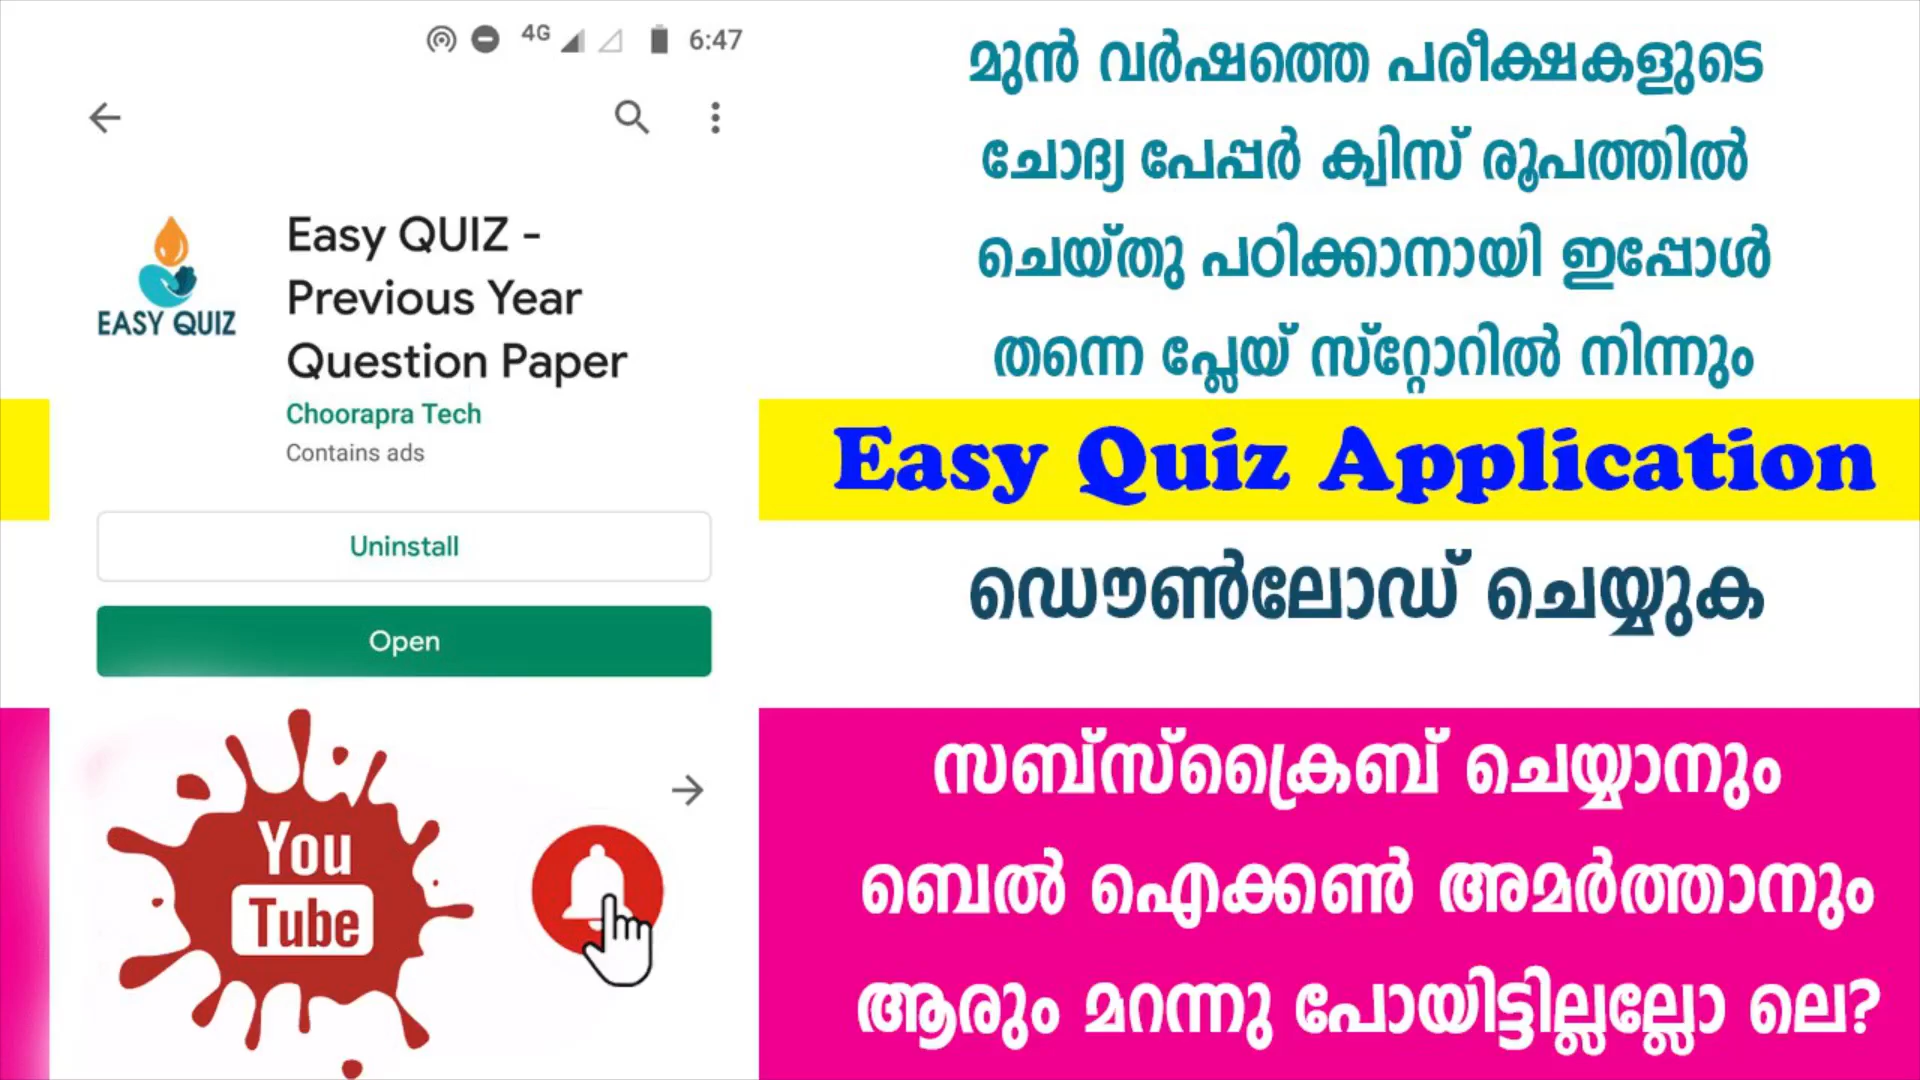 4G 6:47
EASY QUIZ
Easy QUIZ -
Previous Year
Question Paper
Choorapra Tech
Contains ads
Uninstall
Open
You
Tube
മുൻ വർഷത്തെ പരീക്ഷകളുടെ
ചോദ്യ പേപ്പർ ക്വിസ് രൂപത്തിൽ
ചെയ്തു പഠിക്കാനായി ഇപ്പോൾ
തന്നെ പ്ലേയ് സ്റ്റോറിൽ നിന്നും
Easy Quiz Application
ഡൌൺലോഡ് ചെയ്യുക
സബ്സ്ക്രൈബ് ചെയ്യാനും
ബെൽ ഐക്കൺ അമർത്താനും
ആരും മറന്നു പോയിട്ടില്ലല്ലോ ലെ?